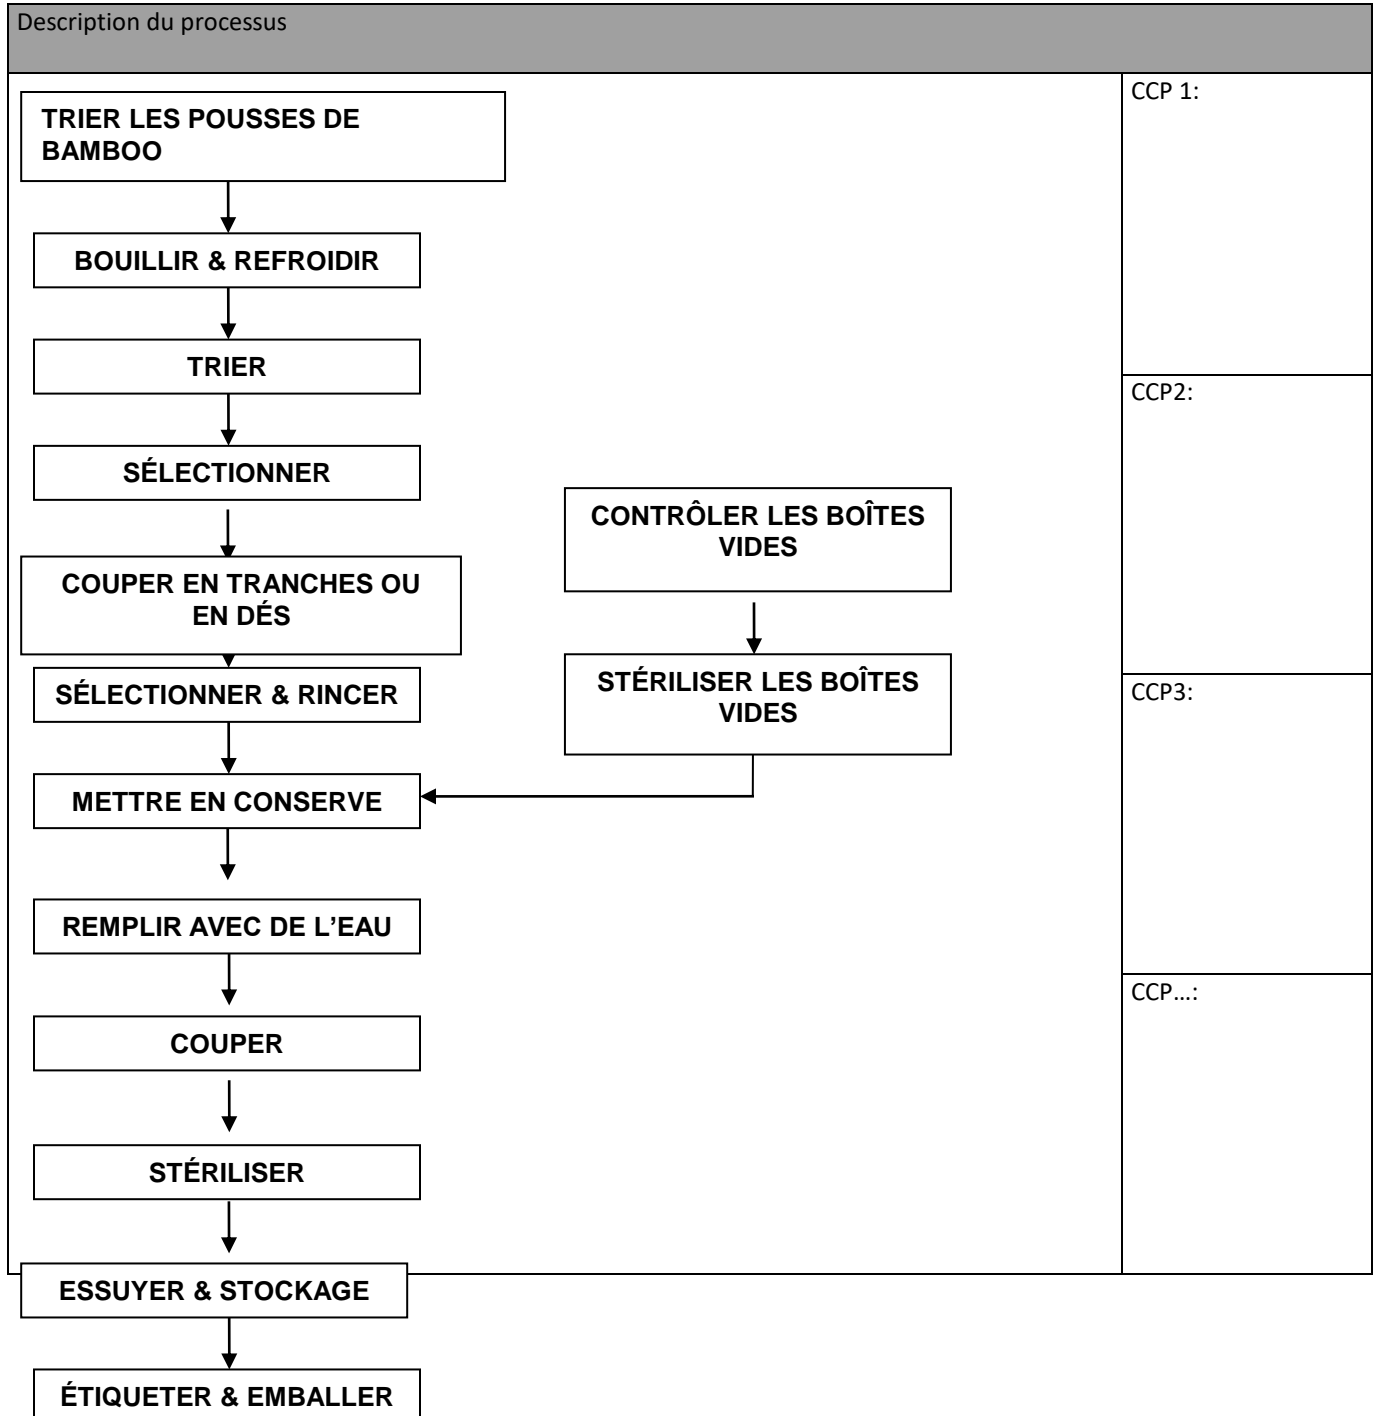 Description du processus
TRIER LES POUSSES DE
BAMBOO
BOUILLIR & REFROIDIR
TRIER
SÉLECTIONNER
COUPER EN TRANCHES OU
EN DÉS
SÉLECTIONNER & RINCER
METTRE EN CONSERVE
REMPLIR AVEC DE L’EAU
COUPER
STÉRILISER
ESSUYER & STOCKAGE
ÉTIQUETER & EMBALLER
CONTRÔLER LES BOÎTES
VIDES
STÉRILISER LES BOÎTES
VIDES
CCP 1:
CCP2:
CCP3:
CCP…: